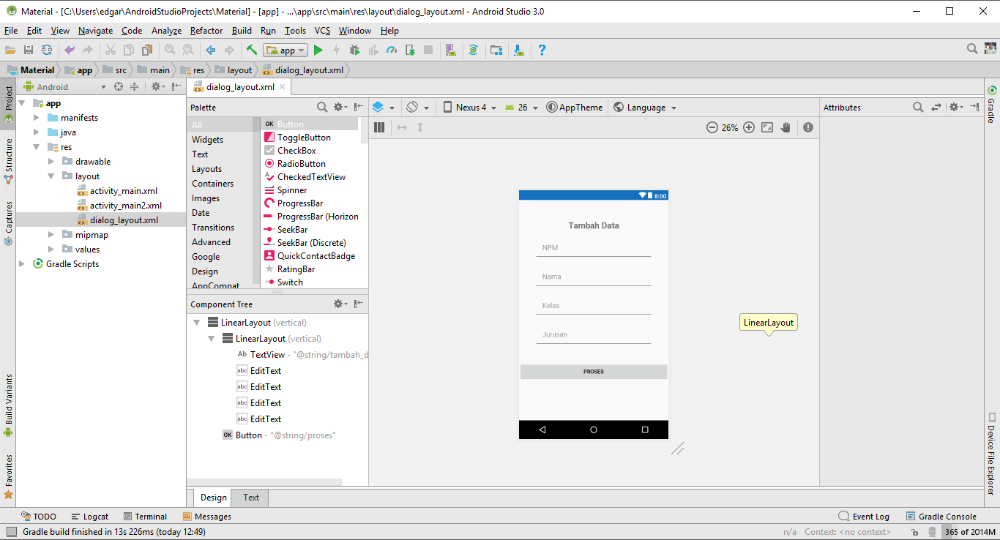 Material - [C:\Users\edgar\AndroidStudioProjects\Material] - [app] - ...\app\src\main\res\layout\dialog_layout.xml - Android Studio 3.0
File Edit View Navigate Code Analyze Refactor Build Run Tools VCS Window Help
app
Material app src main res layout dialog_layout.xml
Project
Structure
Captures
Build Variants
Favorites
Android
app
manifests
java
res
drawable
layout
activity_main.xml
activity_main2.xml
dialog_layout.xml
mipmap
values
Gradle Scripts
dialog_layout.xml
Palette
All
Widgets
Text
Layouts
Containers
Images
Date
Transitions
Advanced
Google
Design
AppCompat
OK Button
ToggleButton
CheckBox
RadioButton
CheckedTextView
Spinner
ProgressBar
ProgressBar (Horizon
SeekBar
SeekBar (Discrete)
QuickContactBadge
RatingBar
Switch
Component Tree
LinearLayout (vertical)
LinearLayout (vertical)
Ab TextView - "@string/tambah_d
abc EditText
abc EditText
abc EditText
abc EditText
OK Button - "@string/proses"
Nexus 4 26 AppTheme Language
26%
8:00
Tambah Data
NPM
Nama
Kelas
Jurusan
PROSES
LinearLayout
Attributes
Gradle
Device File Explorer
Design Text
TODO Logcat Terminal Messages Event Log Gradle Console
Gradle build finished in 13s 226ms (today 12:49) n/a Context: <no context> 365 of 2014M